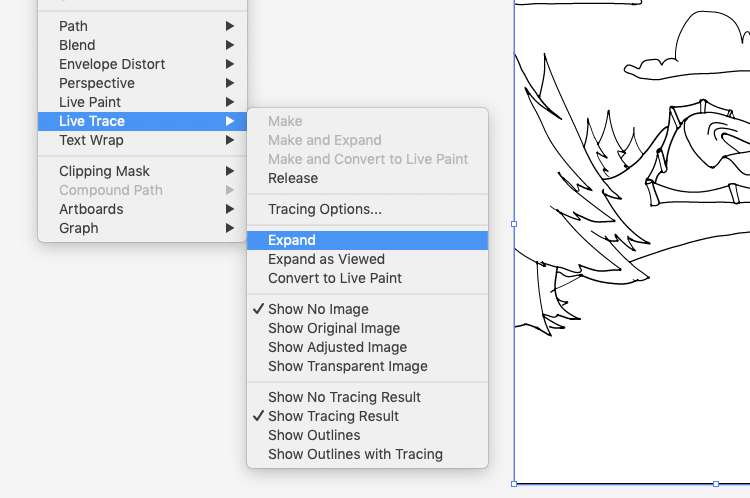 Path
Blend
Envelope Distort
Perspective
Live Paint
Live Trace
Text Wrap
Clipping Mask
Compound Path
Artboards
Graph
Make
Make and Expand
Make and Convert to Live Paint
Release
Tracing Options...
Expand
Expand as Viewed
Convert to Live Paint
Show No Image
Show Original Image
Show Adjusted Image
Show Transparent Image
Show No Tracing Result
Show Tracing Result
Show Outlines
Show Outlines with Tracing